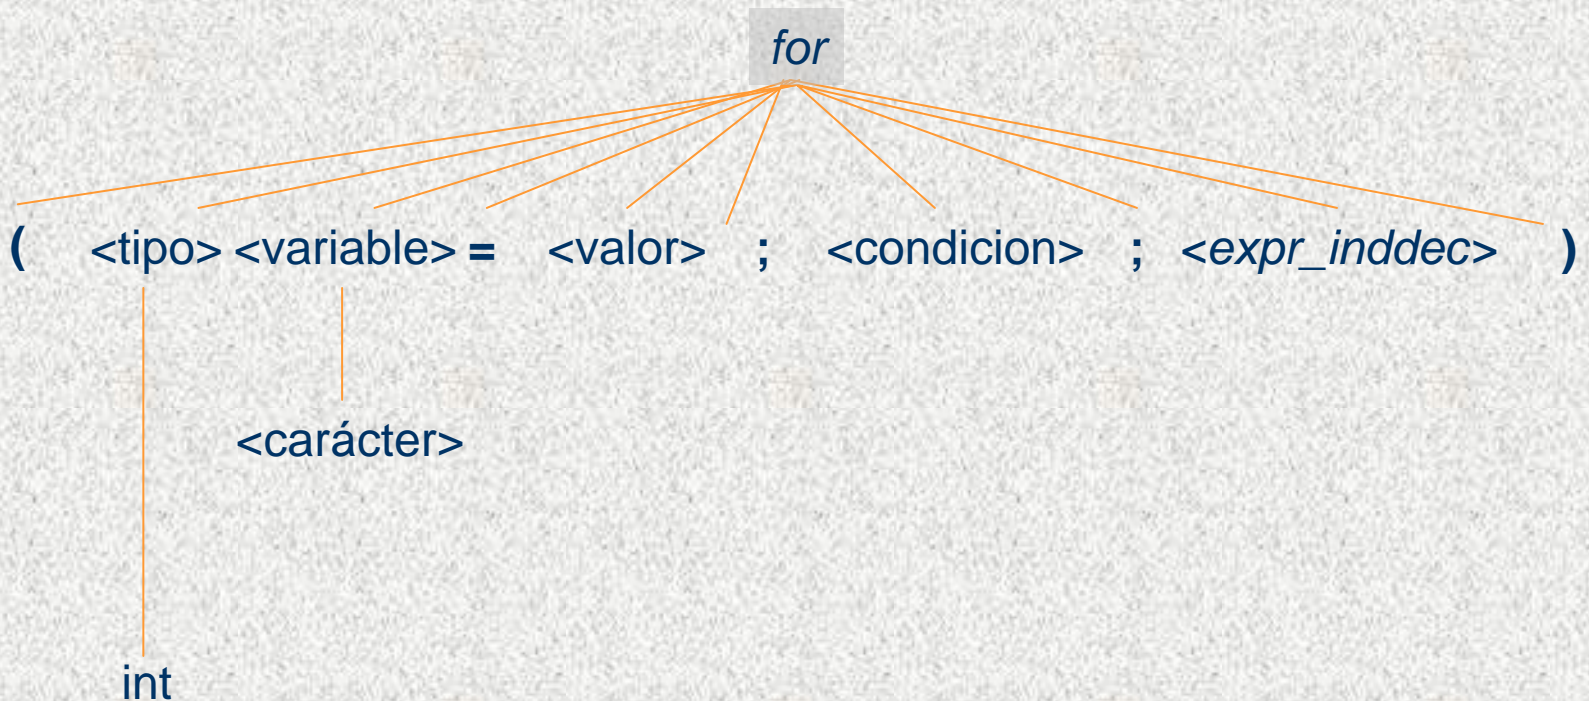 for
( <tipo> <variable> = <valor> ; <condicion> ; <expr_inddec> )
<carácter>
int